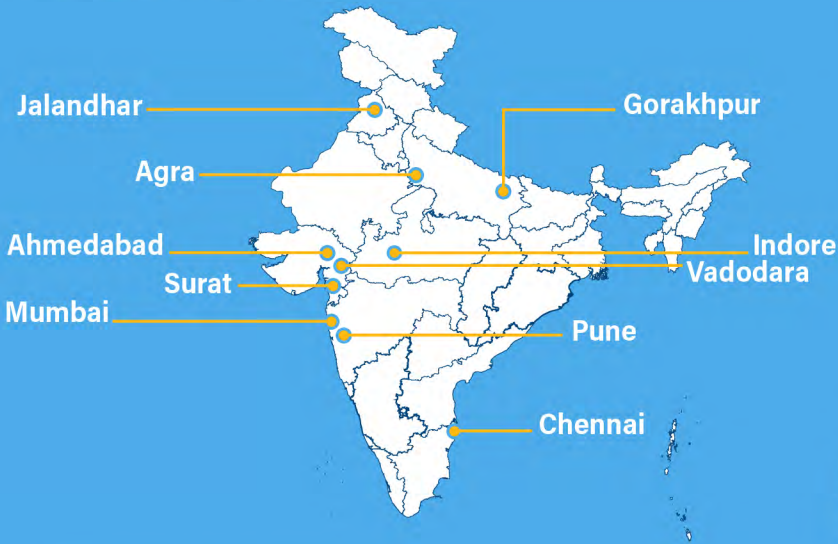 Jalandhar
Gorakhpur
Agra
Ahmedabad
Indore
Vadodara
Surat
Mumbai
Pune
Chennai